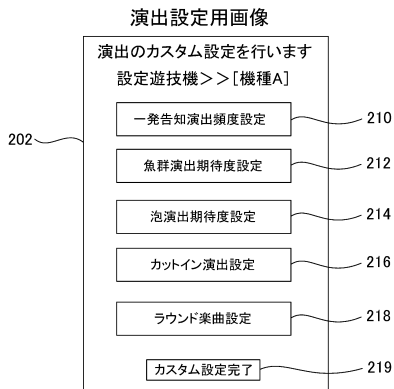 演出設定用画像
演出のカスタム設定を行います
設定遊技機>>[機種A]
一発告知演出頻度設定 210
202
魚群演出期待度設定 212
泡演出期待度設定 214
カットイン演出設定 216
ラウンド楽曲設定 218
カスタム設定完了 219